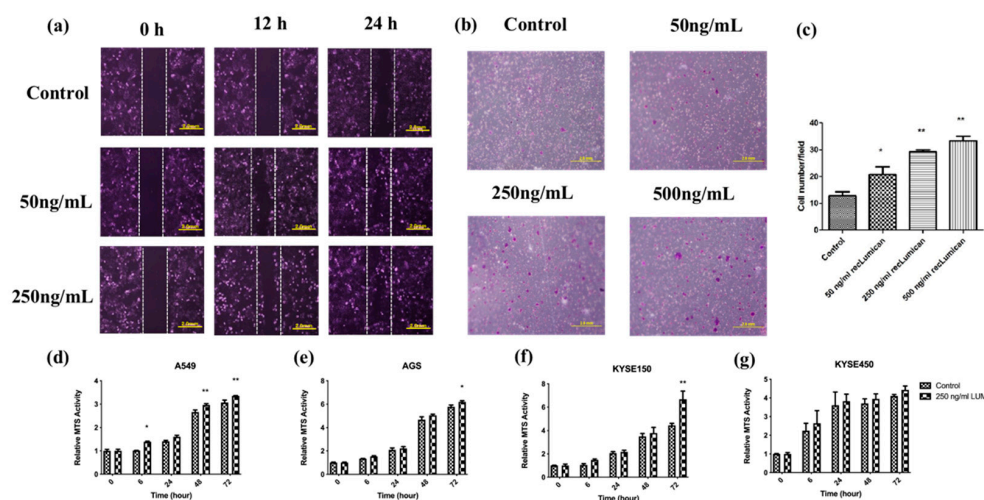 (a)
0 h
12 h
24 h
Control
50ng/mL
250ng/mL
(b)
Control
50ng/mL
250ng/mL
500ng/mL
(c)
Cell number/field
40
30
20
10
0
*
**
**
Control
50 ng/ml recLumican
250 ng/ml recLumican
500 ng/ml recLumican
(d)
A549
Relative MTS Activity
4
3
2
1
0
*
**
**
0
6
24
48
72
Time (hour)
(e)
AGS
Relative MTS Activity
8
6
4
2
0
*
0
6
24
48
72
Time (hour)
(f)
KYSE150
Relative MTS Activity
8
6
4
2
0
**
0
6
24
48
72
Time (hour)
(g)
KYSE450
Relative MTS Activity
5
4
3
2
1
0
0
6
24
48
72
Time (hour)
Control
250 ng/ml LUM